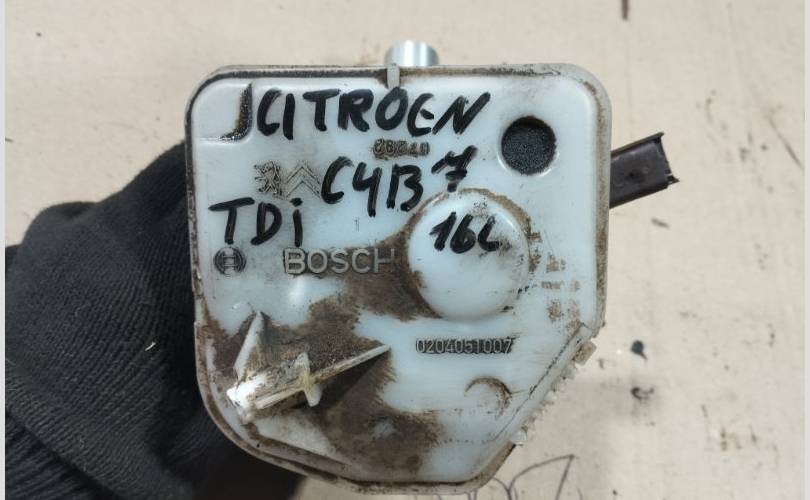 CITROEN
C4B7
TDi
16L
BOSCH
0204051007